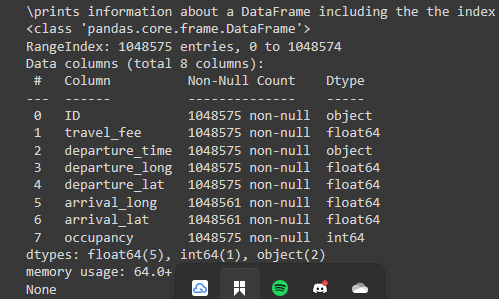 \prints information about a DataFrame including the the index
<class 'pandas.core.frame.DataFrame'>
RangeIndex: 1048575 entries, 0 to 1048574
Data columns (total 8 columns):
 #   Column          Non-Null Count    Dtype
---  ------          --------------    -----
 0   ID              1048575 non-null  object
 1   travel_fee      1048575 non-null  float64
 2   departure_time  1048575 non-null  object
 3   departure_long  1048575 non-null  float64
 4   departure_lat   1048575 non-null  float64
 5   arrival_long    1048561 non-null  float64
 6   arrival_lat     1048561 non-null  float64
 7   occupancy       1048575 non-null  int64
dtypes: float64(5), int64(1), object(2)
memory usage: 64.0+
None